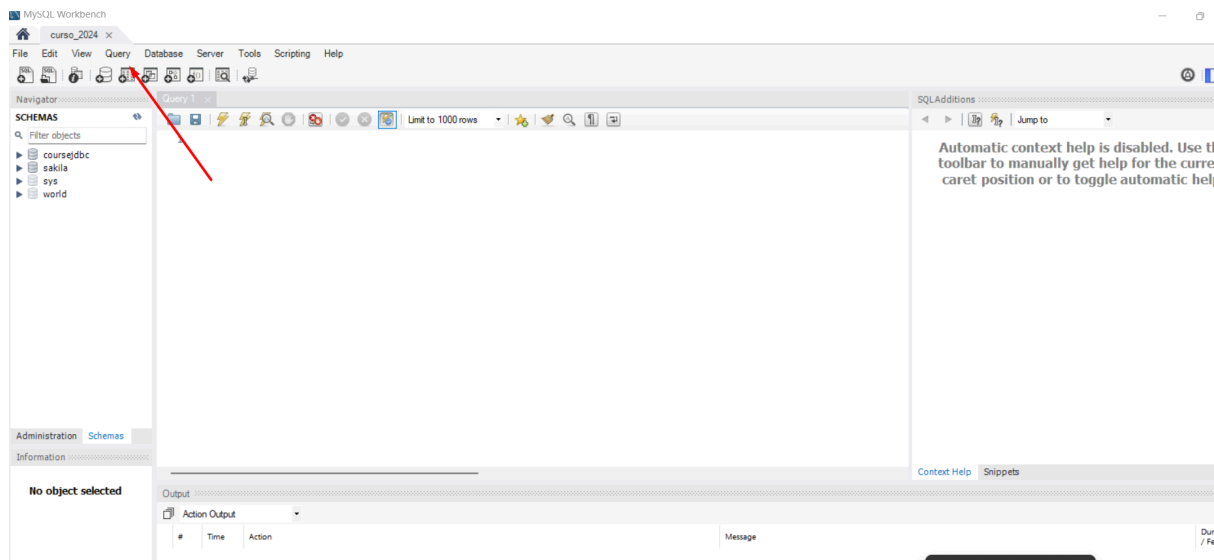 MySQL Workbench
curso_2024
File Edit View Query Database Server Tools Scripting Help
Navigator
SCHEMAS
Filter objects
coursejdbc
sakila
sys
world
Administration Schemas
Information
No object selected
Query 1
Limit to 1000 rows
1
Output
Action Output
# Time Action Message Dur
/ Fe
SQLAdditions
Jump to
Automatic context help is disabled. Use th
toolbar to manually get help for the curre
caret position or to toggle automatic help
Context Help Snippets